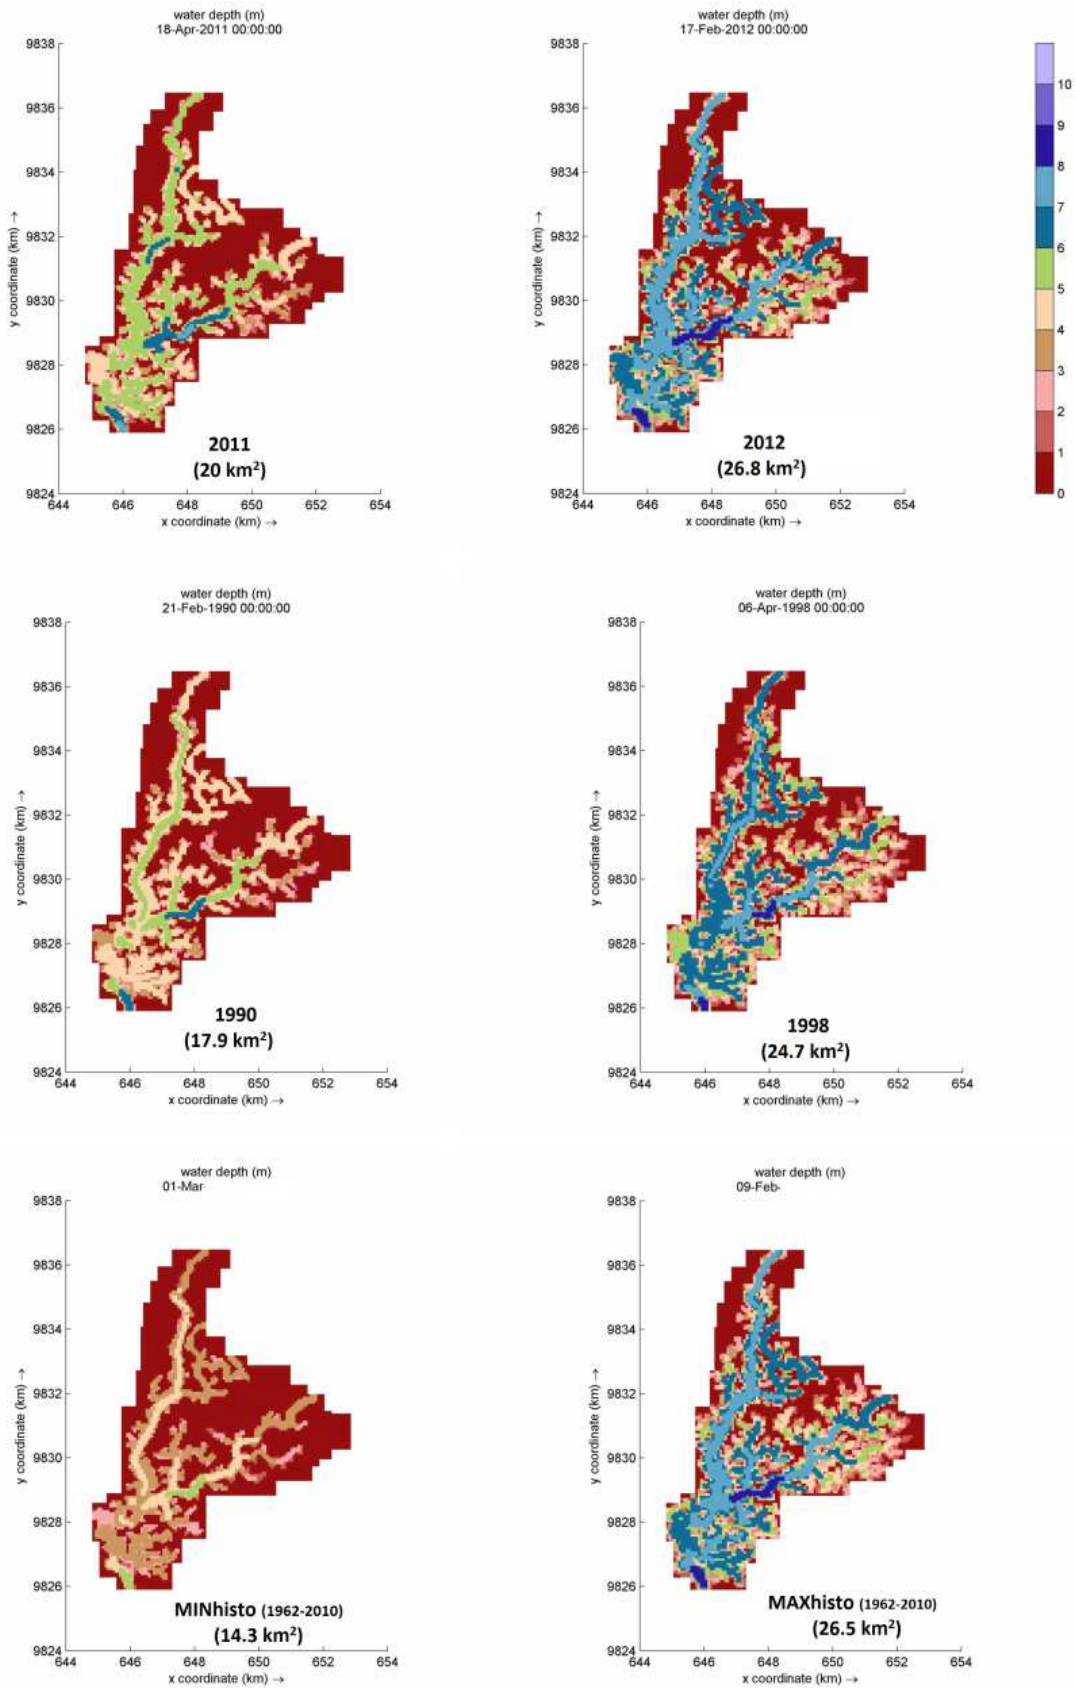 water depth (m)
18-Apr-2011 00:00:00
9838
9836
9834
9832
9830
9828
9826
9824
y coordinate (km) →
644 646 648 650 652 654
x coordinate (km) →
2011
(20 km²)
water depth (m)
17-Feb-2012 00:00:00
9838
9836
9834
9832
9830
9828
9826
9824
y coordinate (km) →
644 646 648 650 652 654
x coordinate (km) →
2012
(26.8 km²)
10
9
8
7
6
5
4
3
2
1
0
water depth (m)
21-Feb-1990 00:00:00
9838
9836
9834
9832
9830
9828
9826
9824
y coordinate (km) →
644 646 648 650 652 654
x coordinate (km) →
1990
(17.9 km²)
water depth (m)
06-Apr-1998 00:00:00
9838
9836
9834
9832
9830
9828
9826
9824
y coordinate (km) →
644 646 648 650 652 654
x coordinate (km) →
1998
(24.7 km²)
water depth (m)
01-Mar
9838
9836
9834
9832
9830
9828
9826
9824
y coordinate (km) →
644 646 648 650 652 654
x coordinate (km) →
MINhisto (1962-2010)
(14.3 km²)
water depth (m)
09-Feb-
9838
9836
9834
9832
9830
9828
9826
9824
y coordinate (km) →
644 646 648 650 652 654
x coordinate (km) →
MAXhisto (1962-2010)
(26.5 km²)